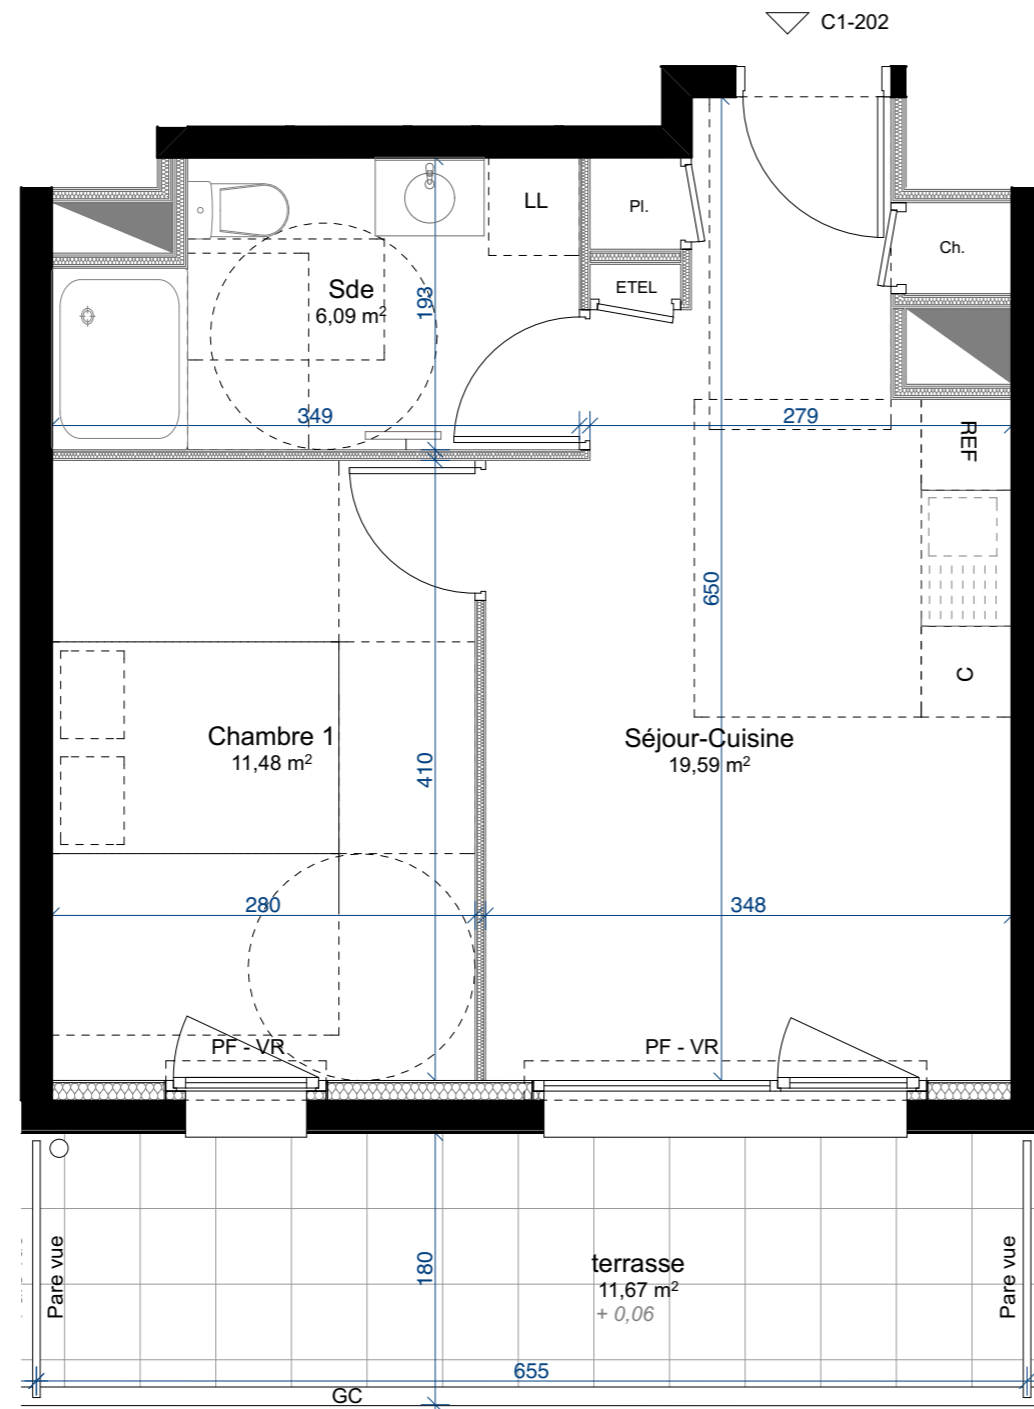 C1-202
LL
Pl.
Ch.
Sde
6,09 m²
193
ETEL
349
279
REF
650
C
Chambre 1
11,48 m²
410
Séjour-Cuisine
19,59 m²
280
348
PF - VR
PF - VR
Pare vue
180
terrasse
11,67 m²
+ 0,06
Pare vue
655
GC